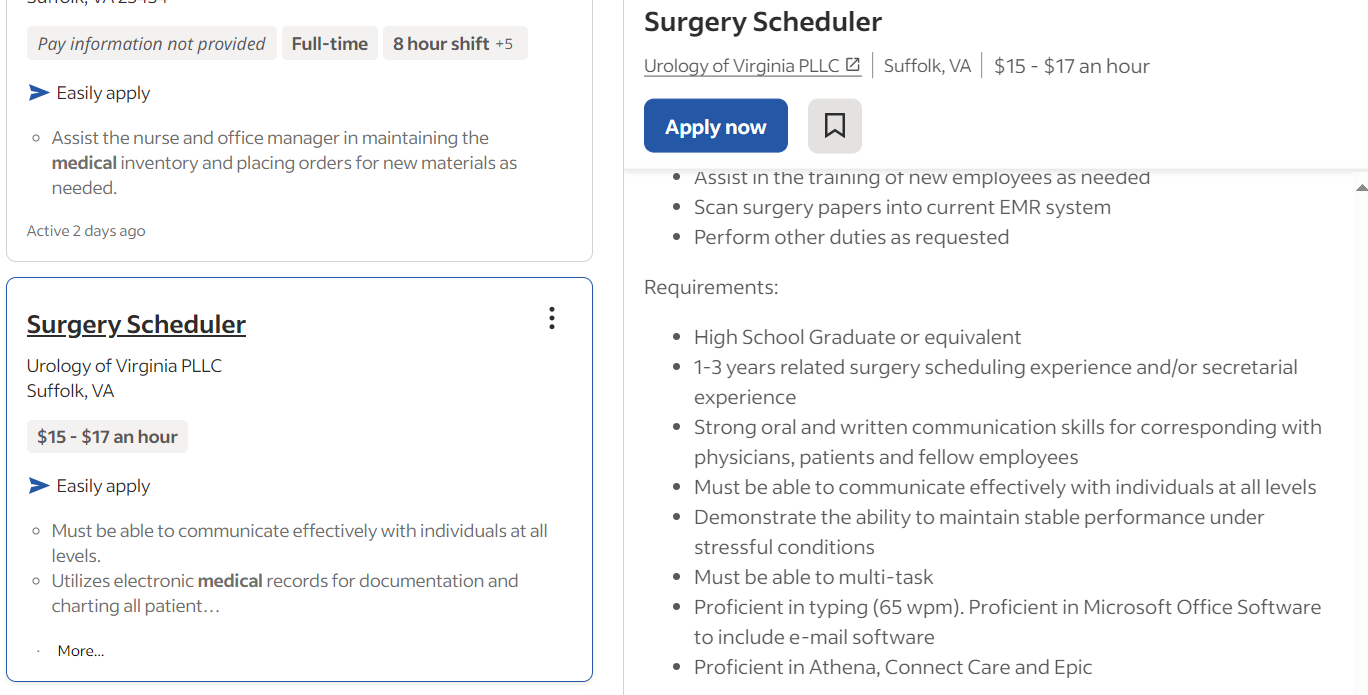 Suffolk, VA 23434
Pay information not provided
Full-time
8 hour shift +5
Easily apply
Assist the nurse and office manager in maintaining the
medical inventory and placing orders for new materials as
needed.
Active 2 days ago
Surgery Scheduler
Urology of Virginia PLLC
Suffolk, VA
$15 - $17 an hour
Easily apply
Must be able to communicate effectively with individuals at all
levels.
Utilizes electronic medical records for documentation and
charting all patient…
More...
Surgery Scheduler
Urology of Virginia PLLC
Suffolk, VA
$15 - $17 an hour
Apply now
Assist in the training of new employees as needed
Scan surgery papers into current EMR system
Perform other duties as requested
Requirements:
High School Graduate or equivalent
1-3 years related surgery scheduling experience and/or secretarial
experience
Strong oral and written communication skills for corresponding with
physicians, patients and fellow employees
Must be able to communicate effectively with individuals at all levels
Demonstrate the ability to maintain stable performance under
stressful conditions
Must be able to multi-task
Proficient in typing (65 wpm). Proficient in Microsoft Office Software
to include e-mail software
Proficient in Athena, Connect Care and Epic